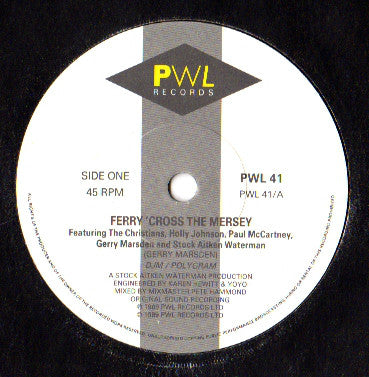 PWL
RECORDS
SIDE ONE
45 RPM
PWL 41
PWL 41/A
FERRY 'CROSS THE MERSEY
Featuring The Christians, Holly Johnson, Paul McCartney,
Gerry Marsden and Stock Aitken Waterman
(GERRY MARSDEN)
DJM / POLYGRAM
A STOCK AITKEN WATERMAN PRODUCTION
ENGINEERED BY KAREN HEWITT & YOYO
MIXED BY MIXMASTER PETE HAMMOND
ORIGINAL SOUND RECORDING
℗ 1989 PWL RECORDS LTD
© 1989 PWL RECORDS LTD